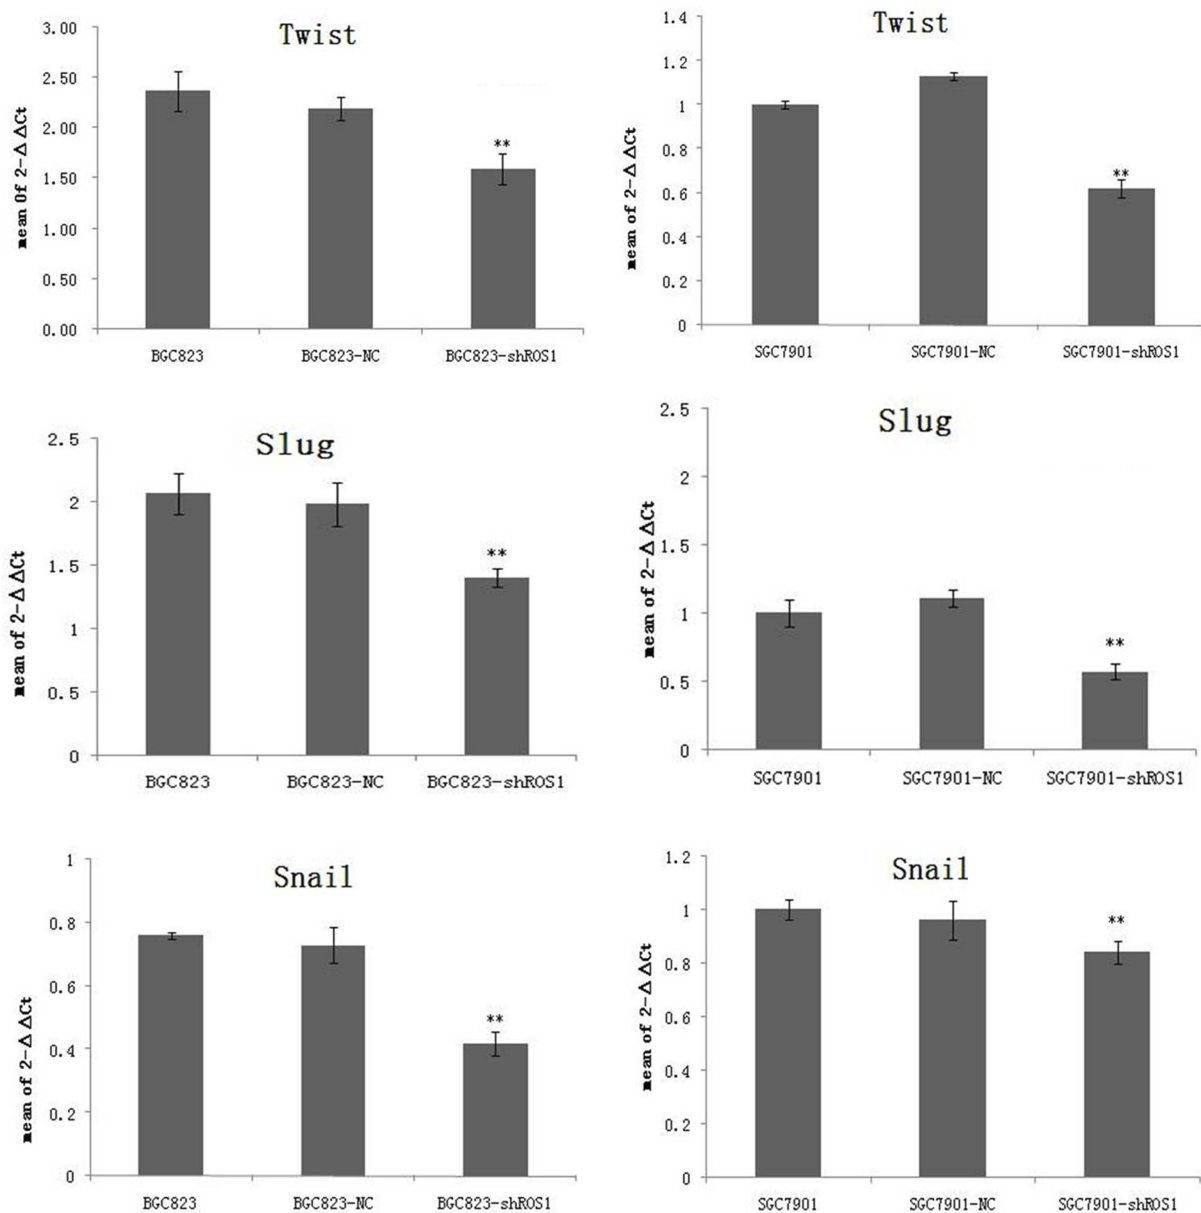 Twist
mean Of 2-Δ ΔCt
3.00
2.50
2.00
1.50
1.00
0.50
0.00
**
BGC823 BGC823-NC BGC823-shROS1
Twist
mean of 2-Δ ΔCt
1.4
1.2
1
0.8
0.6
0.4
0.2
0
**
SGC7901 SGC7901-NC SGC7901-shROS1
Slug
mean of 2-Δ ΔCt
2.5
2
1.5
1
0.5
0
**
BGC823 BGC823-NC BGC823-shROS1
Slug
mean of 2-Δ ΔCt
2.5
2
1.5
1
0.5
0
**
SGC7901 SGC7901-NC SGC7901-shROS1
Snail
mean of 2-Δ ΔCt
1
0.8
0.6
0.4
0.2
0
**
BGC823 BGC823-NC BGC823-shROS1
Snail
mean of 2-Δ ΔCt
1.2
1
0.8
0.6
0.4
0.2
0
**
SGC7901 SGC7901-NC SGC7901-shROS1